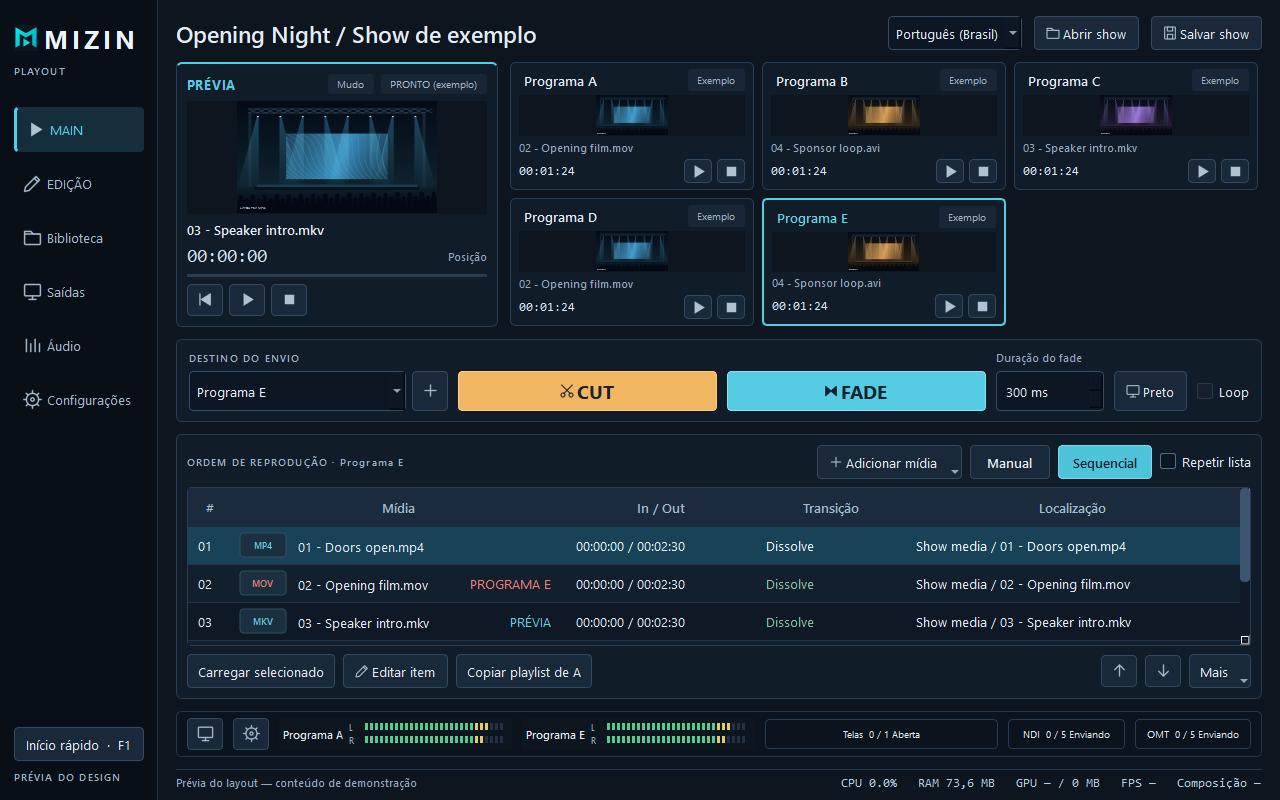 MIZIN
PLAYOUT
MAIN
EDIÇÃO
Biblioteca
Saídas
Áudio
Configurações
Início rápido · F1
PRÉVIA DO DESIGN
Opening Night / Show de exemplo
Português (Brasil)
Abrir show
Salvar show
PRÉVIA
Mudo
PRONTO (exemplo)
03 - Speaker intro.mkv
00:00:00
Posição
Programa A
Exemplo
02 - Opening film.mov
00:01:24
Programa B
Exemplo
04 - Sponsor loop.avi
00:01:24
Programa C
Exemplo
03 - Speaker intro.mkv
00:01:24
Programa D
Exemplo
02 - Opening film.mov
00:01:24
Programa E
Exemplo
04 - Sponsor loop.avi
00:01:24
DESTINO DO ENVIO
Programa E
CUT
FADE
Duração do fade
300 ms
Preto
Loop
ORDEM DE REPRODUÇÃO · Programa E
Adicionar mídia
Manual
Sequencial
Repetir lista
# Mídia In / Out Transição Localização
01 MP4 01 - Doors open.mp4 00:00:00 / 00:02:30 Dissolve Show media / 01 - Doors open.mp4
02 MOV 02 - Opening film.mov PROGRAMA E 00:00:00 / 00:02:30 Dissolve Show media / 02 - Opening film.mov
03 MKV 03 - Speaker intro.mkv PRÉVIA 00:00:00 / 00:02:30 Dissolve Show media / 03 - Speaker intro.mkv
Carregar selecionado
Editar item
Copiar playlist de A
Mais
Programa A L R
Programa E L R
Telas 0 / 1 Aberta
NDI 0 / 5 Enviando
OMT 0 / 5 Enviando
Prévia do layout — conteúdo de demonstração
CPU 0.0% RAM 73,6 MB GPU — / 0 MB FPS — Composição —